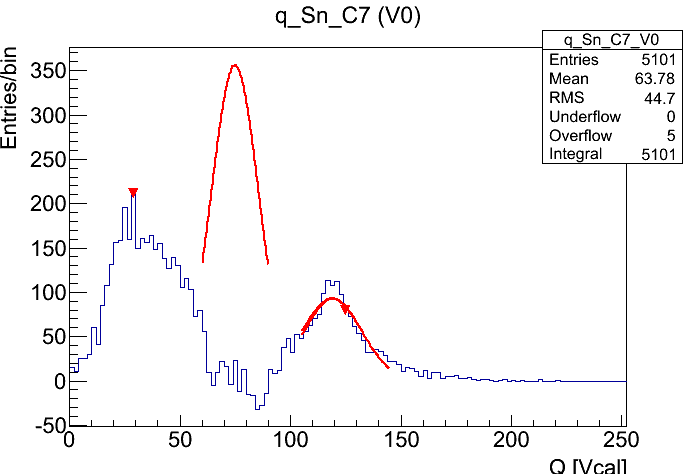 q_Sn_C7 (V0)
q_Sn_C7_V0
Entries 5101
Mean 63.78
RMS 44.7
Underflow 0
Overflow 5
Integral 5101
Entries/bin
350
300
250
200
150
100
50
0
-50
0 50 100 150 200 250
Q [Vcal]